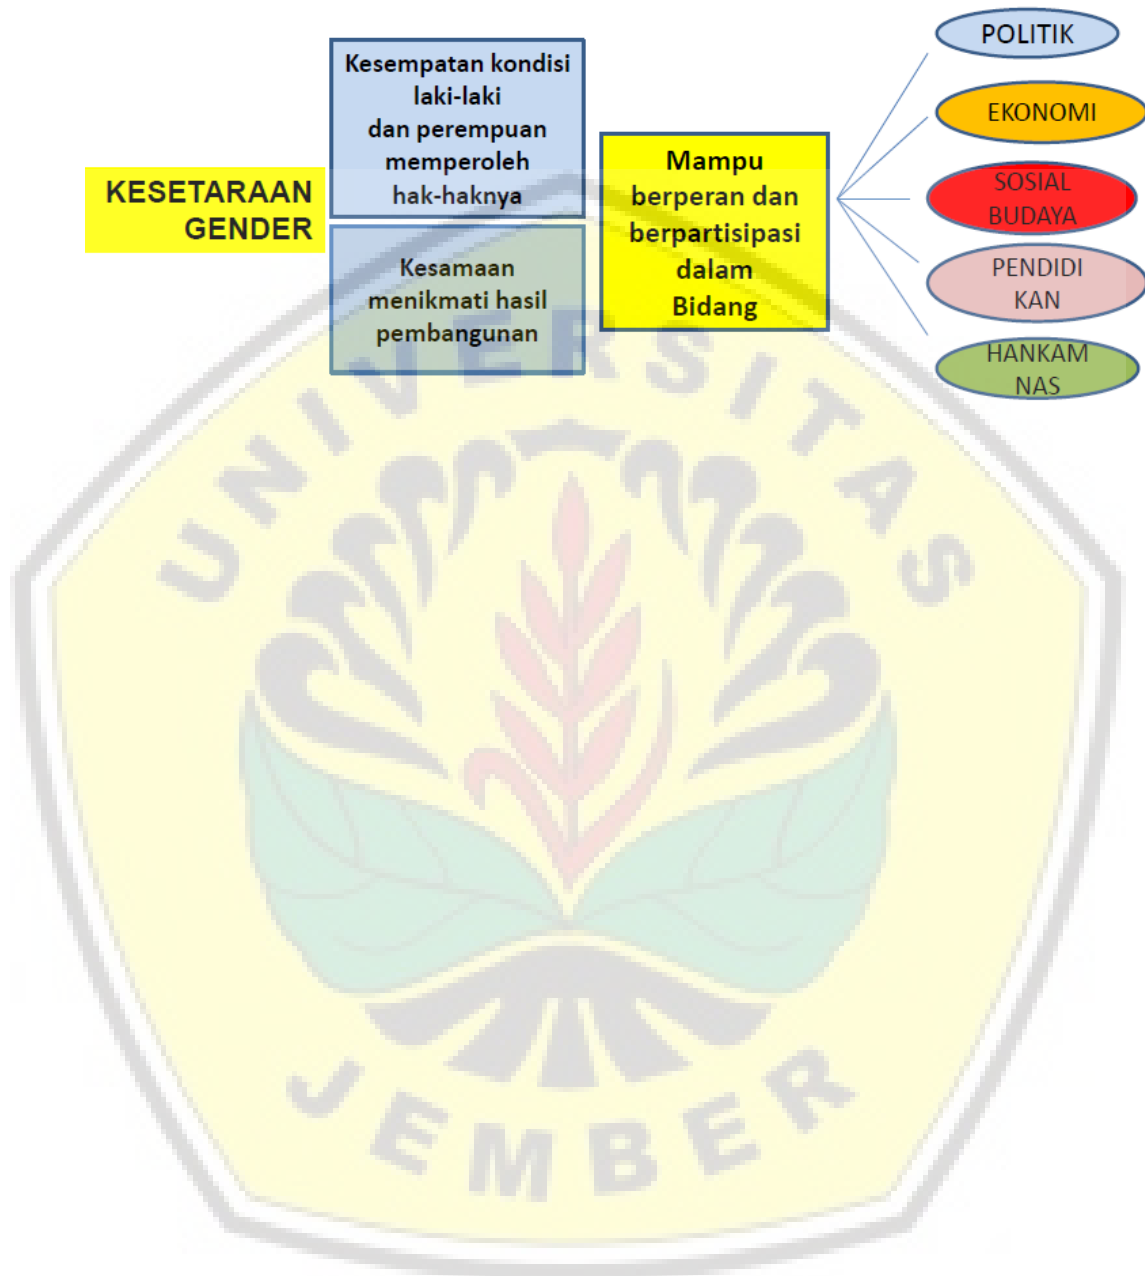 KESETARAAN
GENDER
Kesempatan kondisi
laki-laki
dan perempuan
memperoleh
hak-haknya
Kesamaan
menikmati hasil
pembangunan
Mampu
berperan dan
berpartisipasi
dalam
Bidang
POLITIK
EKONOMI
SOSIAL
BUDAYA
PENDIDI
KAN
HANKAM
NAS
UNIVERSITAS
JEMBER